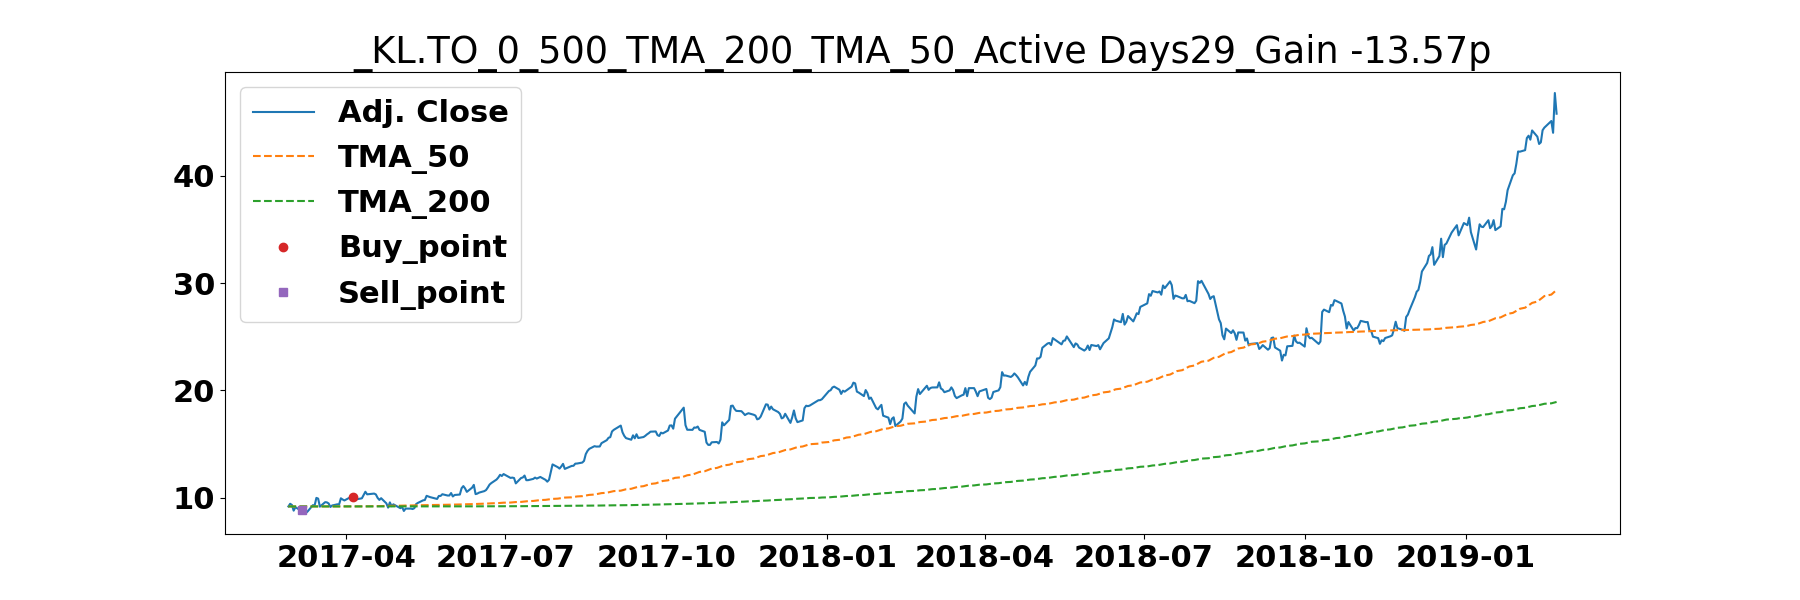 _KL.TO_0_500_TMA_200_TMA_50_Active Days29_Gain -13.57p
Adj. Close
TMA_50
TMA_200
Buy_point
Sell_point
40
30
20
10
2017-04 2017-07 2017-10 2018-01 2018-04 2018-07 2018-10 2019-01